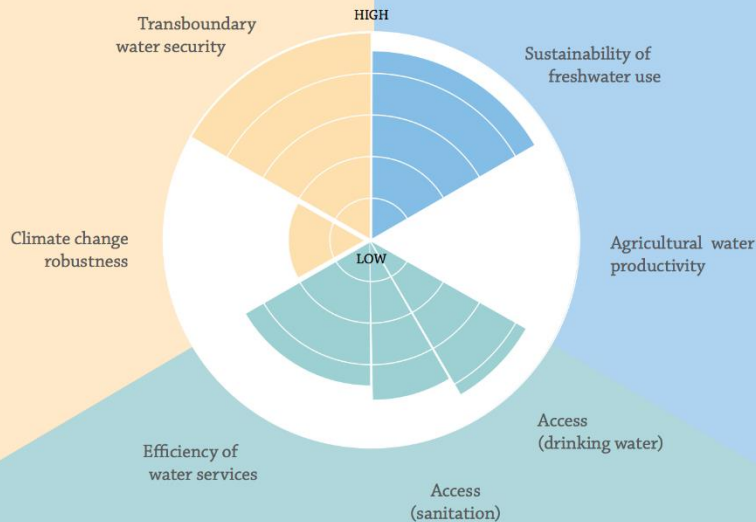 HIGH
Transboundary
water security
Sustainability of
freshwater use
Climate change
robustness
LOW
Agricultural water
productivity
Efficiency of
water services
Access
(drinking water)
Access
(sanitation)